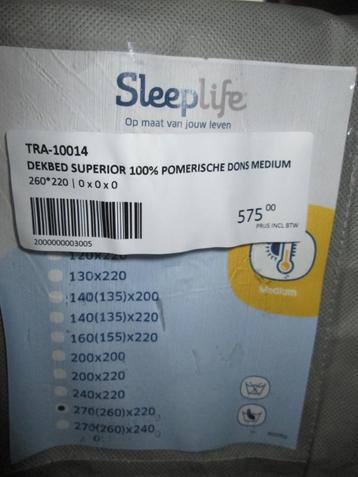 Sleeplife
Op maat van jouw leven
TRA-10014
DEKBED SUPERIOR 100% POMERISCHE DONS MEDIUM
260*220 | 0 x 0 x 0
575 00
PRIJS INCL BTW
2000000003005
120x220
130x220
140(135)x200
140(135)x220
160(155)x220
200x200
200x220
240x220
270(260)x220
270(260)x240
Medium